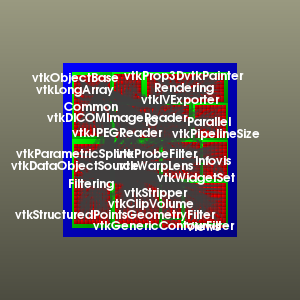 vtkObjectBase
vtkProp3D
vtkPainter
vtkLongArray
Rendering
vtkIVExporter
Common
vtkDICOMImageReader
IO
Parallel
vtkJPEGReader
vtkPipelineSize
vtkParametricSpline
vtkProbeFilter
Infovis
vtkDataObjectSource
vtkWarpLens
vtkWidgetSet
Filtering
vtkStripper
vtkClipVolume
vtkStructuredPointsGeometryFilter
vtkGenericContourFilter
Views